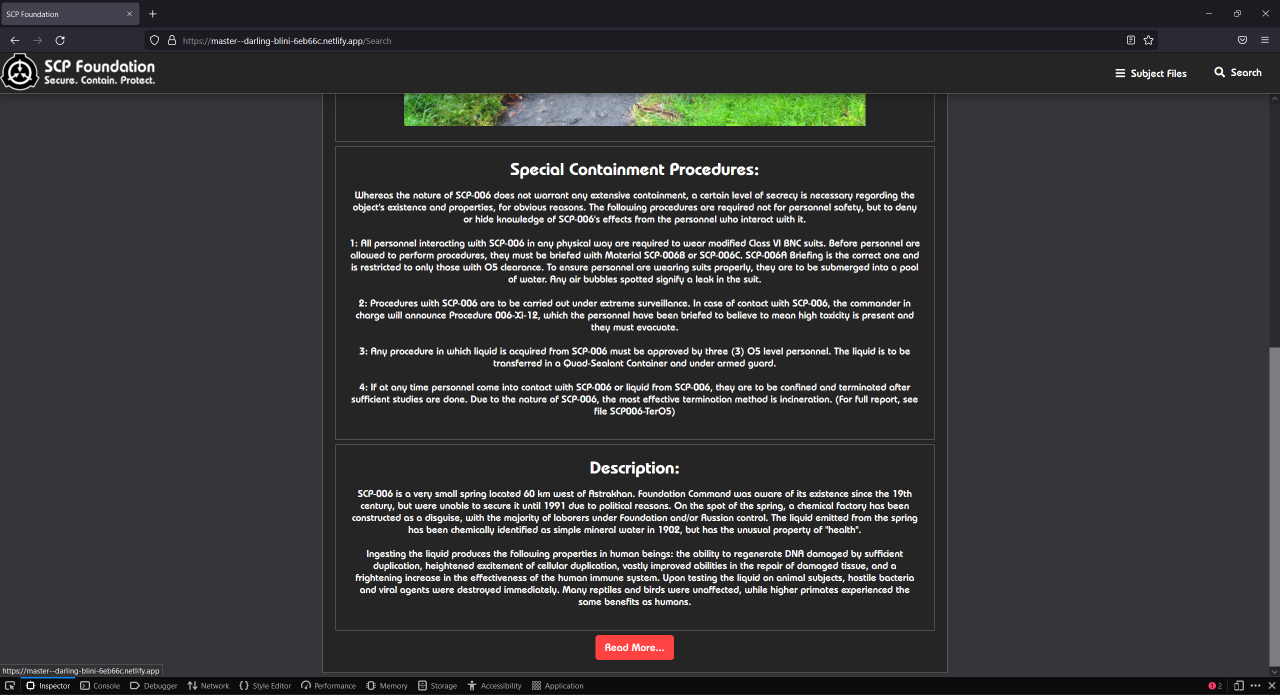 SCP Foundation
https://master--darling-blini-6eb66c.netlify.app/Search
SCP Foundation
Secure. Contain. Protect.
Subject Files
Search
Special Containment Procedures:
Whereas the nature of SCP-006 does not warrant any extensive containment, a certain level of secrecy is necessary regarding the
object's existence and properties, for obvious reasons. The following procedures are required not for personnel safety, but to deny
or hide knowledge of SCP-006's effects from the personnel who interact with it.
1: All personnel interacting with SCP-006 in any physical way are required to wear modified Class VI BNC suits. Before personnel are
allowed to perform procedures, they must be briefed with Material SCP-006B or SCP-006C. SCP-006A Briefing is the correct one and
is restricted to only those with O5 clearance. To ensure personnel are wearing suits properly, they are to be submerged into a pool
of water. Any air bubbles spotted signify a leak in the suit.
2: Procedures with SCP-006 are to be carried out under extreme surveillance. In case of contact with SCP-006, the commander in
charge will announce Procedure 006-Xi-12, which the personnel have been briefed to believe to mean high toxicity is present and
they must evacuate.
3: Any procedure in which liquid is acquired from SCP-006 must be approved by three (3) O5 level personnel. The liquid is to be
transferred in a Quad-Sealant Container and under armed guard.
4: If at any time personnel come into contact with SCP-006 or liquid from SCP-006, they are to be confined and terminated after
sufficient studies are done. Due to the nature of SCP-006, the most effective termination method is incineration. (For full report, see
file SCP006-TerO5)
Description:
SCP-006 is a very small spring located 60 km west of Astrakhan. Foundation Command was aware of its existence since the 19th
century, but were unable to secure it until 1991 due to political reasons. On the spot of the spring, a chemical factory has been
constructed as a disguise, with the majority of laborers under Foundation and/or Russian control. The liquid emitted from the spring
has been chemically identified as simple mineral water in 1902, but has the unusual property of "health".
Ingesting the liquid produces the following properties in human beings: the ability to regenerate DNA damaged by sufficient
duplication, heightened excitement of cellular duplication, vastly improved abilities in the repair of damaged tissue, and a
frightening increase in the effectiveness of the human immune system. Upon testing the liquid on animal subjects, hostile bacteria
and viral agents were destroyed immediately. Many reptiles and birds were unaffected, while higher primates experienced the
same benefits as humans.
Read More...
https://master--darling-blini-6eb66c.netlify.app
Inspector
Console
Debugger
Network
Style Editor
Performance
Memory
Storage
Accessibility
Application
2